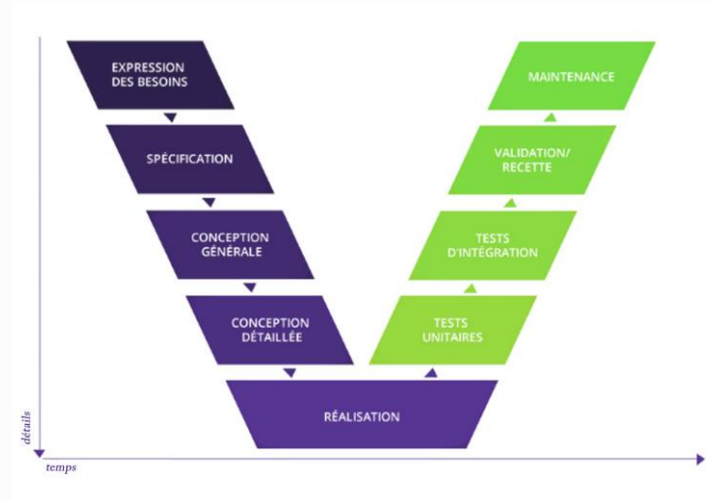 EXPRESSION
DES BESOINS
SPÉCIFICATION
CONCEPTION
GÉNÉRALE
CONCEPTION
DÉTAILLÉE
RÉALISATION
TESTS
UNITAIRES
TESTS
D'INTÉGRATION
VALIDATION/
RECETTE
MAINTENANCE
détails
temps